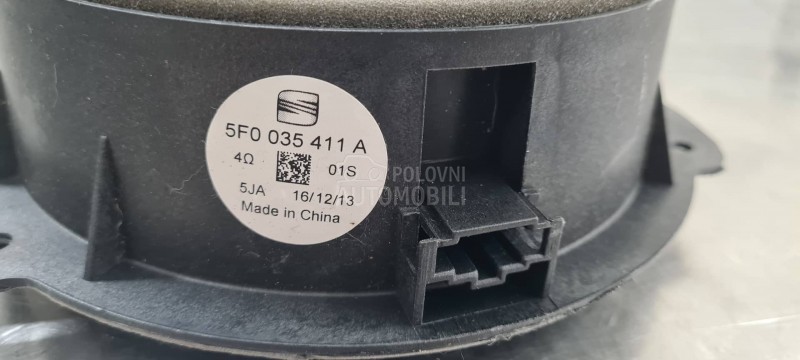 5F0 035 411 A
4Ω 01S
5JA 16/12/13
Made in China
POLOVNI
AUTOMOBILI